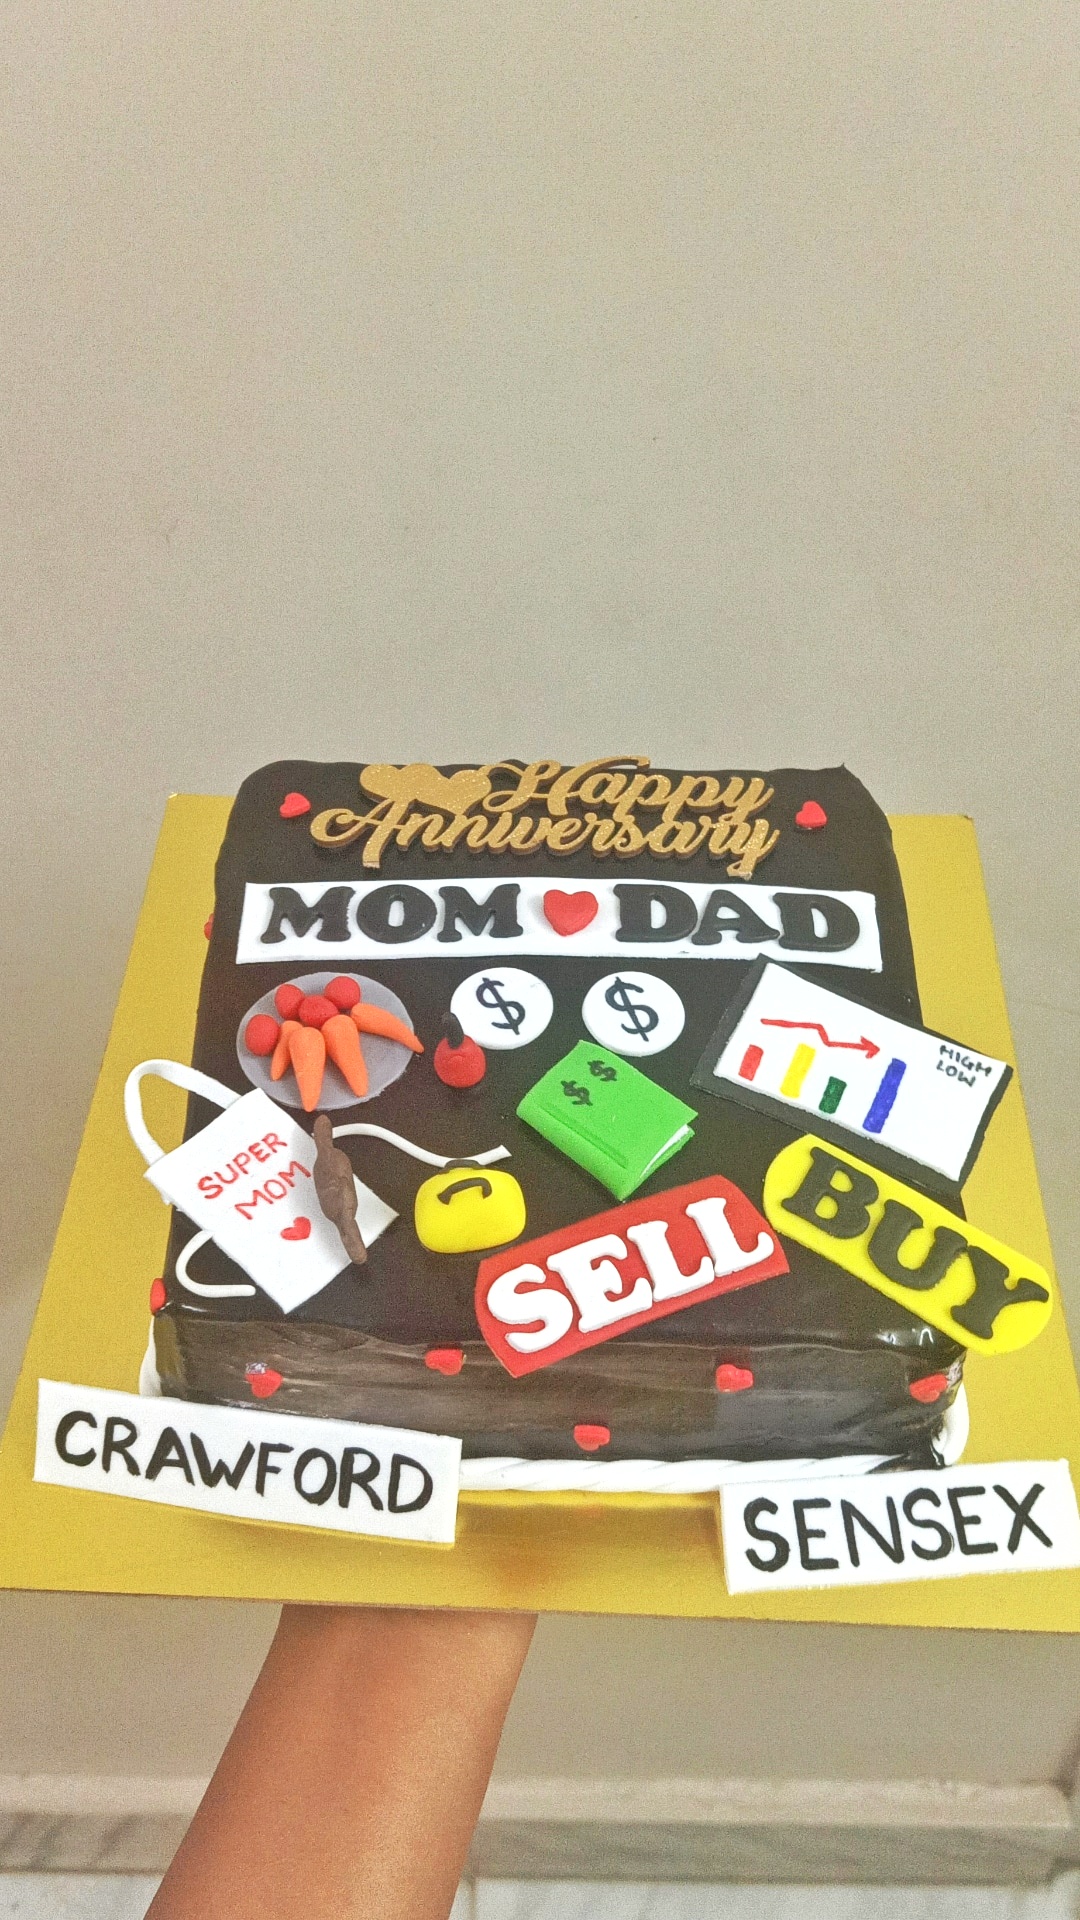 Happy
Anniversary
MOM DAD
$ $
$ $
HIGH
LOW
SUPER
MOM
BUY
SELL
CRAWFORD
SENSEX